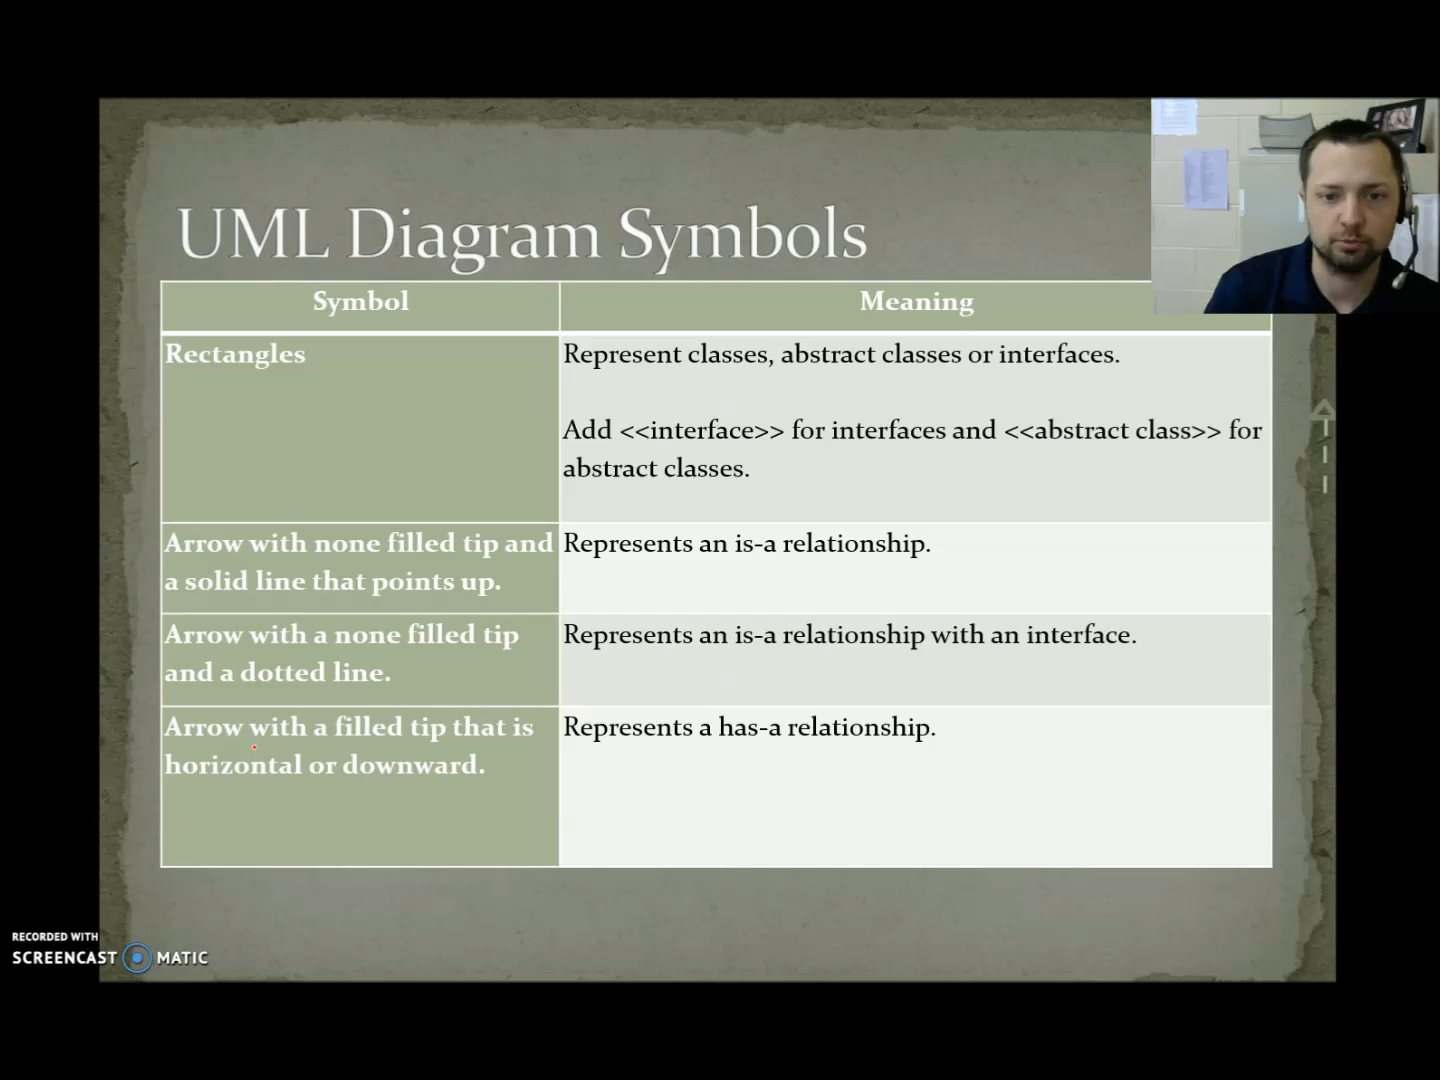 UML Diagram Symbols
Symbol
Meaning
Rectangles
Represent classes, abstract classes or interfaces.
Add <<interface>> for interfaces and <<abstract class>> for
abstract classes.
Arrow with none filled tip and
a solid line that points up.
Represents an is-a relationship.
Arrow with a none filled tip
and a dotted line.
Represents an is-a relationship with an interface.
Arrow with a filled tip that is
horizontal or downward.
Represents a has-a relationship.
RECORDED WITH
SCREENCAST MATIC